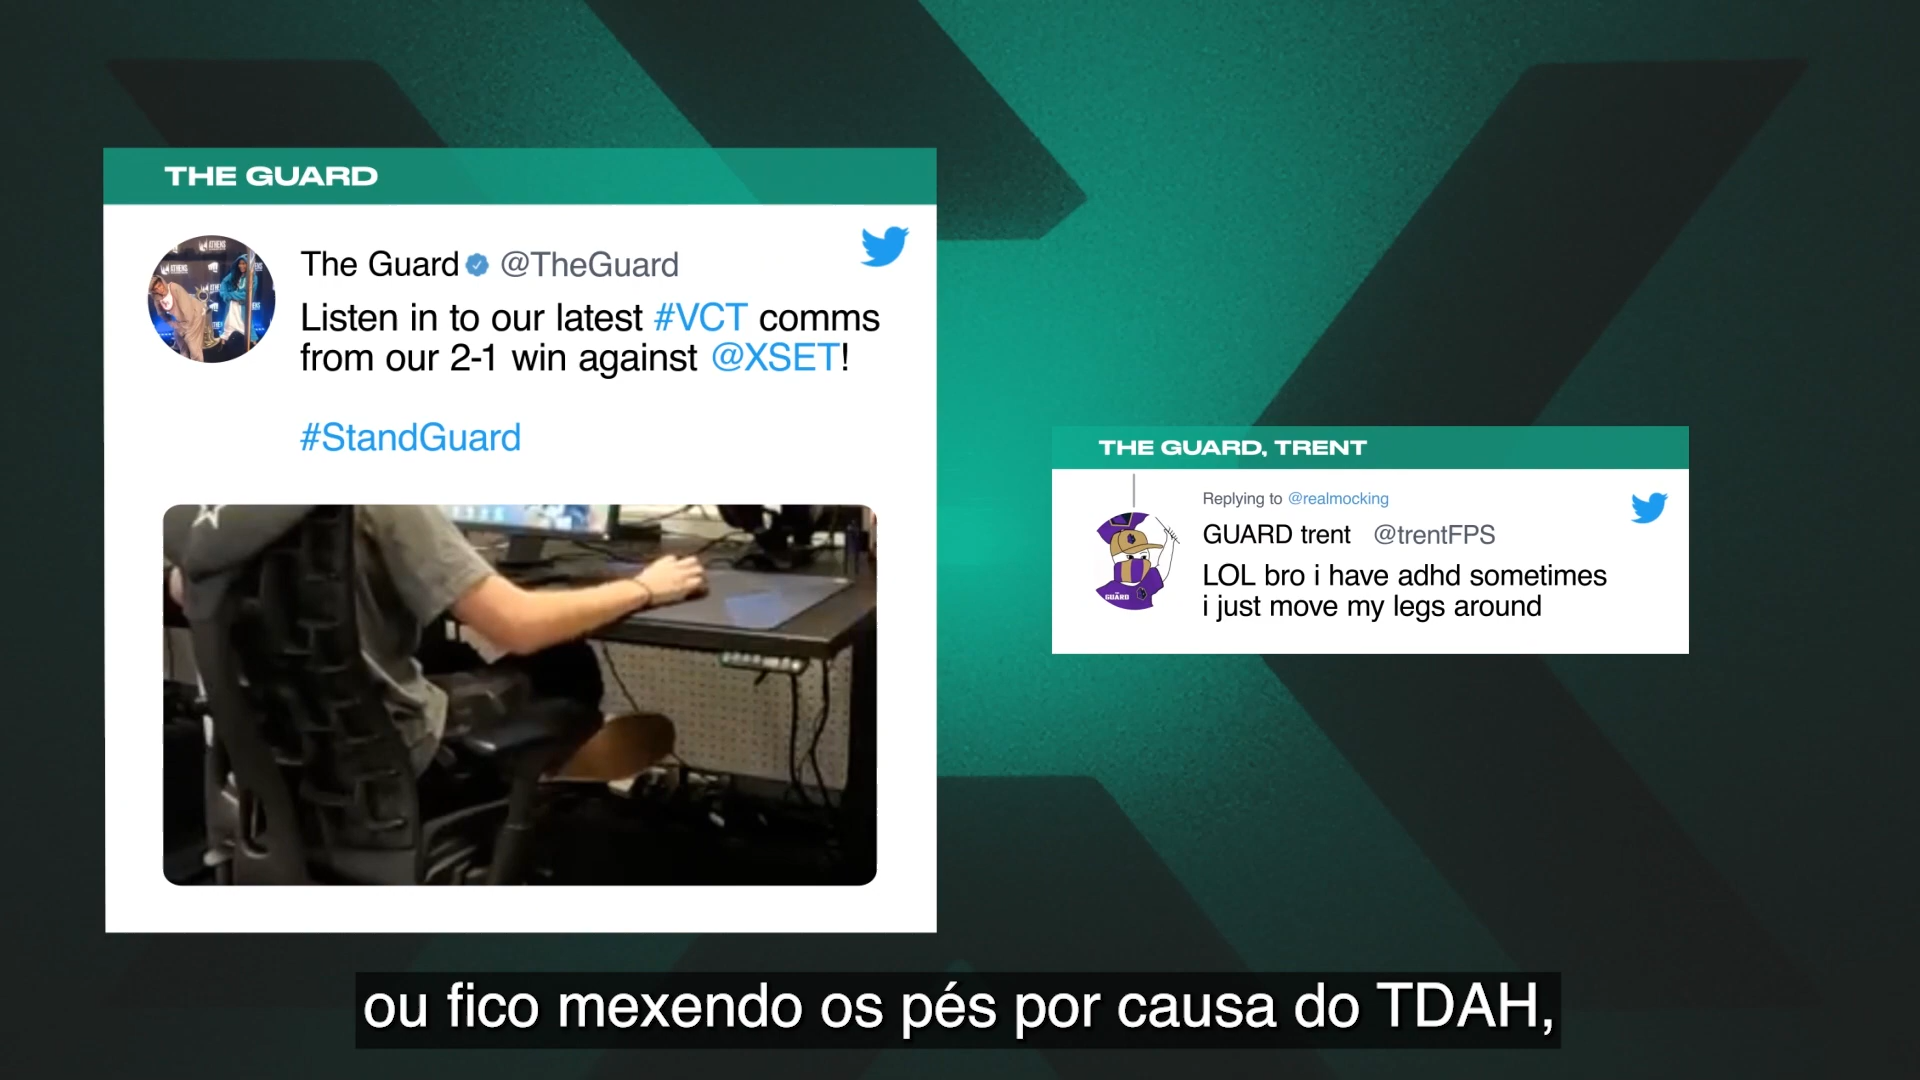 THE GUARD
The Guard @TheGuard
Listen in to our latest #VCT comms
from our 2-1 win against @XSET!
#StandGuard
THE GUARD, TRENT
Replying to @realmocking
GUARD trent @trentFPS
LOL bro i have adhd sometimes
i just move my legs around
GUARD
ou fico mexendo os pés por causa do TDAH,